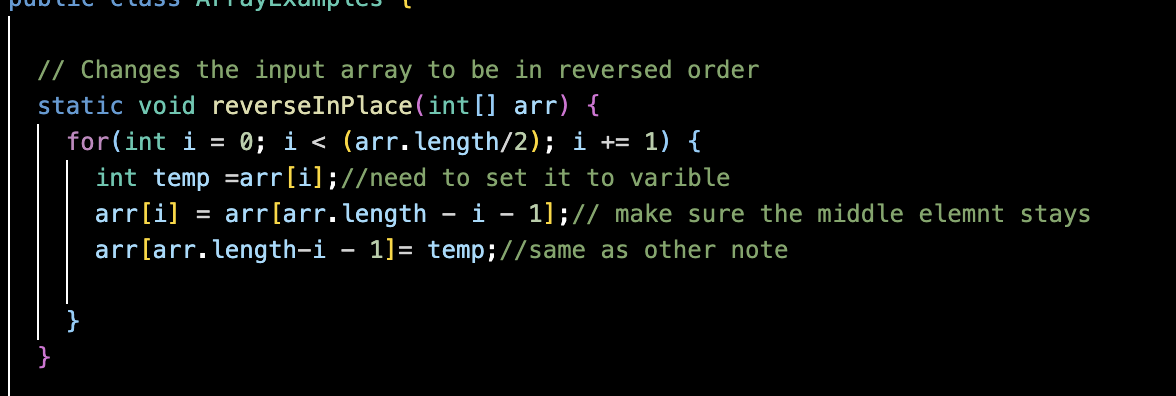 public class ArrayExamples {
// Changes the input array to be in reversed order
static void reverseInPlace(int[] arr) {
for(int i = 0; i < (arr.length/2); i += 1) {
int temp =arr[i];//need to set it to varible
arr[i] = arr[arr.length - i - 1];// make sure the middle elemnt stays
arr[arr.length-i - 1]= temp;//same as other note
}
}